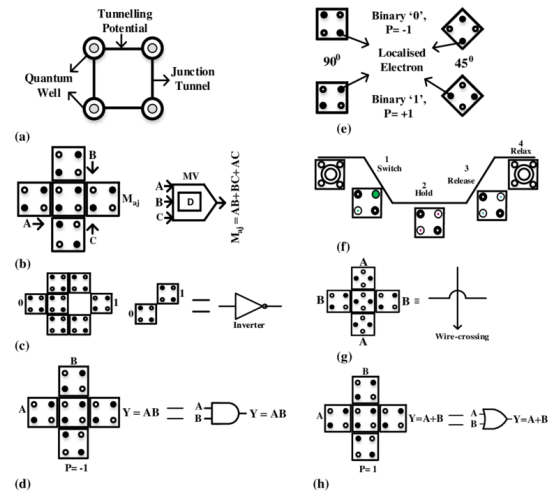 Tunnelling
Potential
Quantum
Well
Junction
Tunnel
(a)
B
A
C
Maj
MV
A
B
C
D
Maj = AB+BC+AC
(b)
0
1
0
1
Inverter
(c)
B
A
Y = AB
P= -1
A
B
Y = AB
(d)
Binary ‘0’,
P= -1
90⁰
Localised
Electron
45⁰
Binary ‘1’,
P= +1
(e)
1
Switch
2
Hold
3
Release
4
Relax
(f)
A
B
B
≡
A
Wire-crossing
(g)
B
A
Y=A+B
P= 1
A
B
Y=A+B
(h)